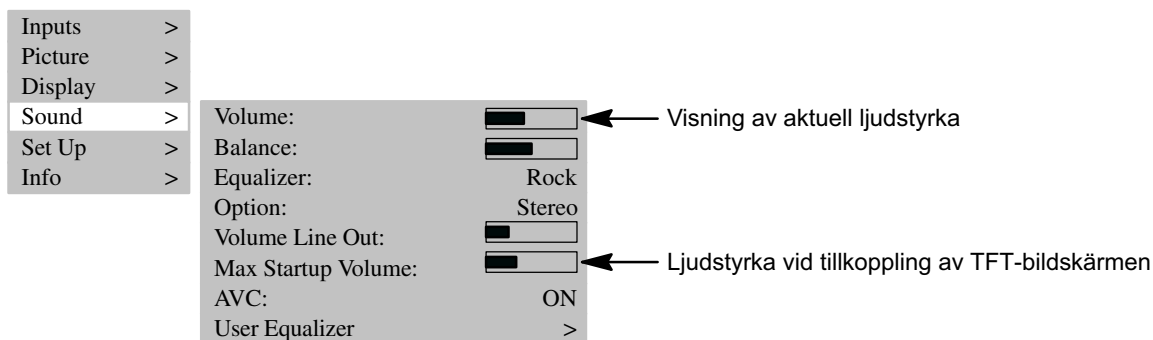 Inputs >
Picture >
Display >
Sound >
Set Up >
Info >
Volume:
Visning av aktuell ljudstyrka
Balance:
Equalizer: Rock
Option: Stereo
Volume Line Out:
Max Startup Volume:
Ljudstyrka vid tillkoppling av TFT-bildskärmen
AVC: ON
User Equalizer >